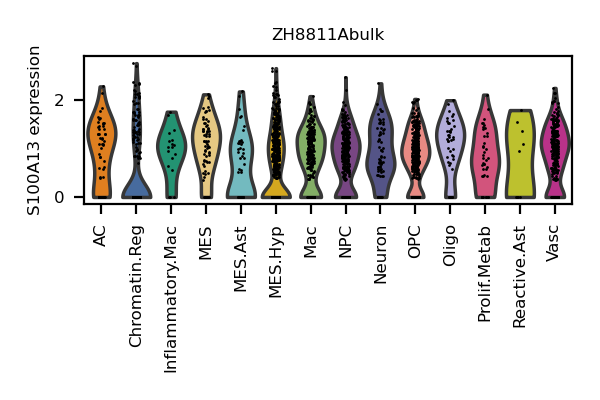 ZH8811Abulk
S100A13 expression
2
0
AC
Chromatin.Reg
Inflammatory.Mac
MES
MES.Ast
MES.Hyp
Mac
NPC
Neuron
OPC
Oligo
Prolif.Metab
Reactive.Ast
Vasc